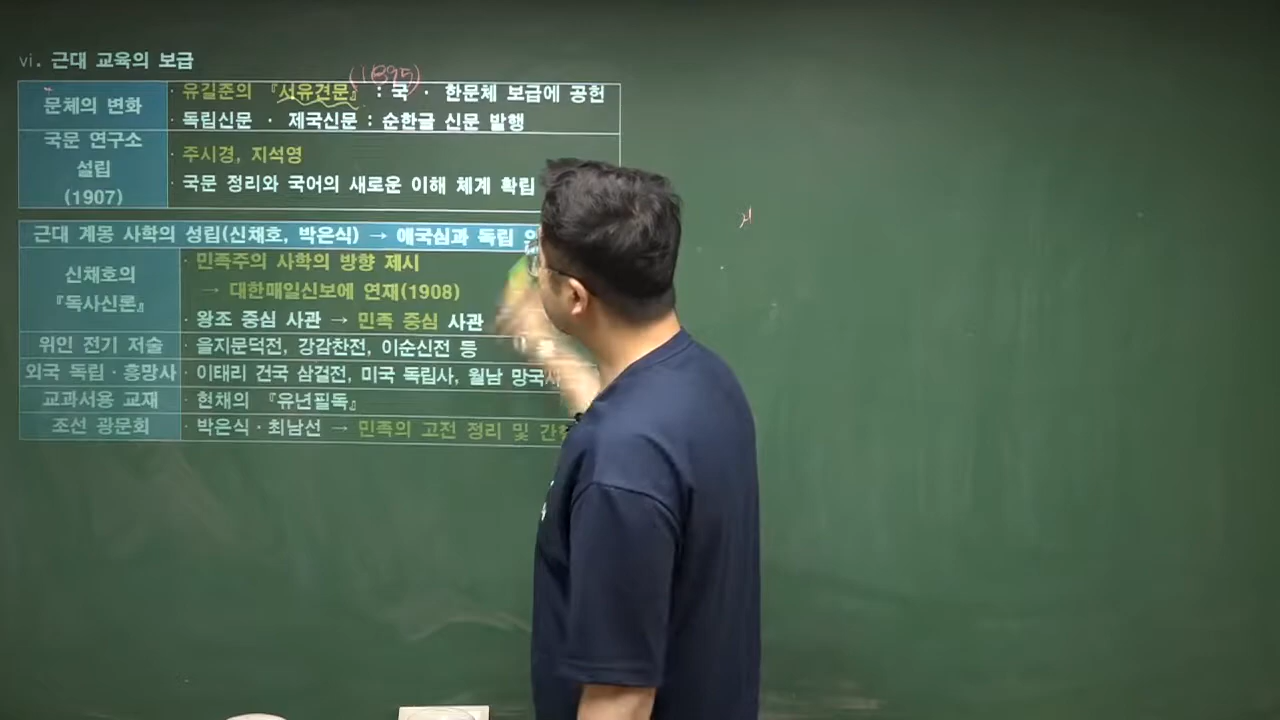 vi. 근대 교육의 보급
(1895)
문체의 변화
· 유길준의 『서유견문』 : 국 · 한문체 보급에 공헌
· 독립신문 · 제국신문 : 순한글 신문 발행
국문 연구소
설립
(1907)
· 주시경, 지석영
· 국문 정리와 국어의 새로운 이해 체계 확립
근대 계몽 사학의 성립(신채호, 박은식) → 애국심과 독립
신채호의
『독사신론』
· 민족주의 사학의 방향 제시
→ 대한매일신보에 연재(1908)
· 왕조 중심 사관 → 민족 중심 사관
위인 전기 저술
· 을지문덕전, 강감찬전, 이순신전 등
외국 독립·흥망사
· 이태리 건국 삼걸전, 미국 독립사, 월남 망국사
교과서용 교재
· 현채의 『유년필독』
조선 광문회
· 박은식·최남선 → 민족의 고전 정리 및